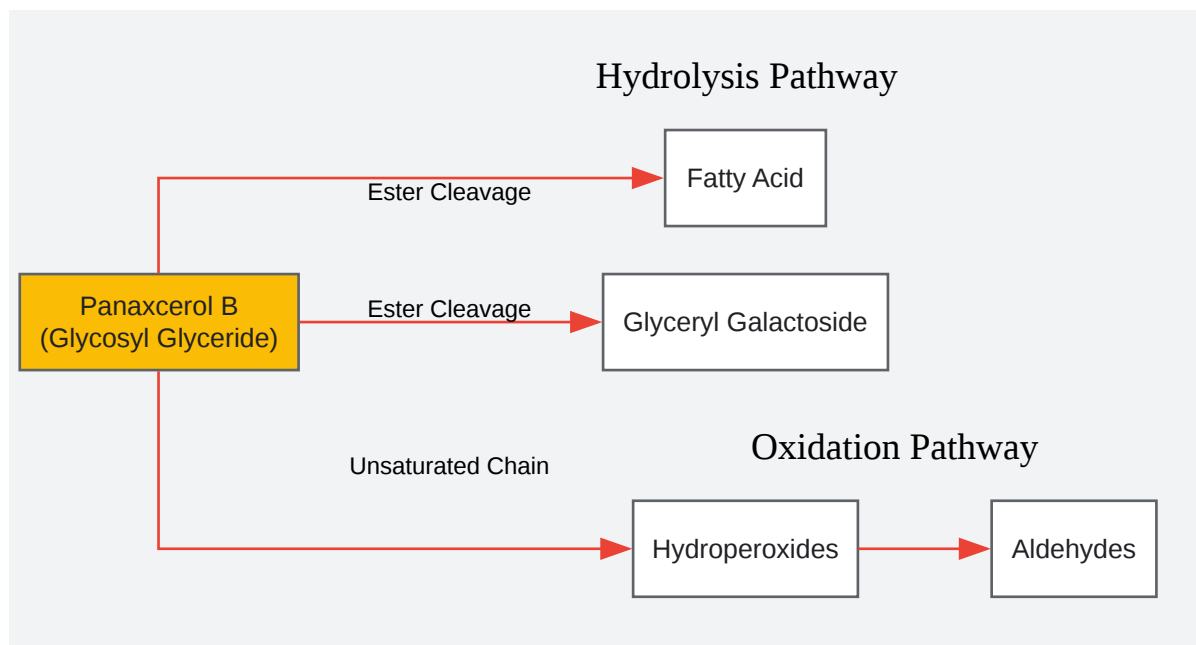 Hydrolysis Pathway
Fatty Acid
Ester Cleavage
Panaxcerol B
(Glycosyl Glyceride)
Ester Cleavage
Glyceryl Galactoside
Oxidation Pathway
Unsaturated Chain
Hydroperoxides
Aldehydes